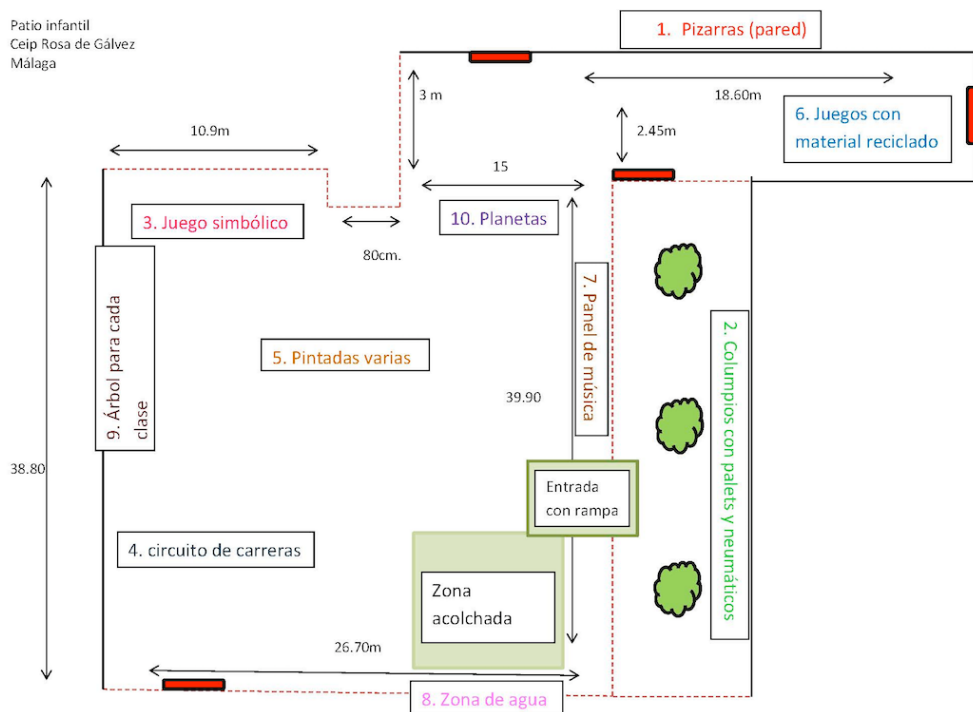 Patio infantil
Ceip Rosa de Gálvez
Málaga
1. Pizarras (pared)
3 m
18.60m
10.9m
2.45m
6. Juegos con
material reciclado
15
3. Juego simbólico
10. Planetas
80cm.
7. Panel de música
9. Árbol para cada
clase
5. Pintadas varias
2. Columpios con palets y neumáticos
39.90
38.80
Entrada
con rampa
4. circuito de carreras
Zona
acolchada
26.70m
8. Zona de agua